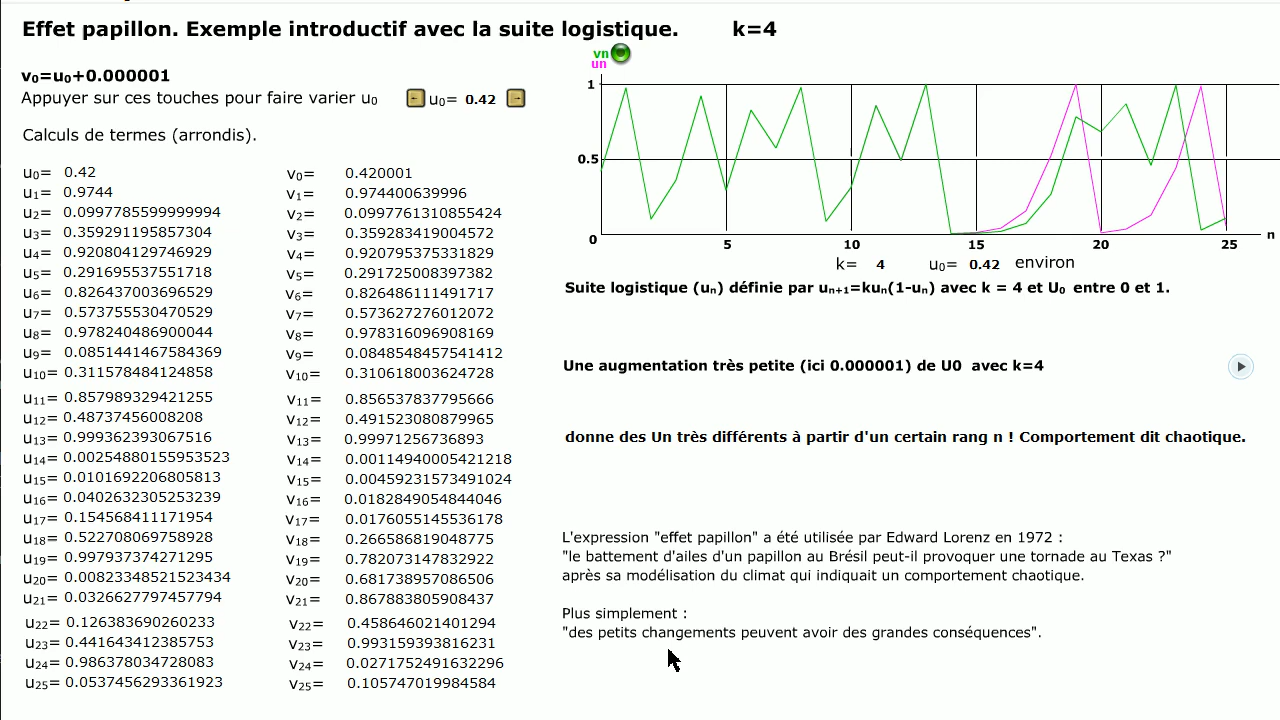 Effet papillon. Exemple introductif avec la suite logistique. k=4
v₀=u₀+0.000001
Appuyer sur ces touches pour faire varier u₀ u₀= 0.42
Calculs de termes (arrondis).
u₀= 0.42 v₀= 0.420001
u₁= 0.9744 v₁= 0.974400639996
u₂= 0.0997785599999994 v₂= 0.0997761310855424
u₃= 0.359291195857304 v₃= 0.359283419004572
u₄= 0.920804129746929 v₄= 0.920795375331829
u₅= 0.291695537551718 v₅= 0.291725008397382
u₆= 0.826437003696529 v₆= 0.826486111491717
u₇= 0.573755530470529 v₇= 0.573627276012072
u₈= 0.978240486900044 v₈= 0.978316096908169
u₉= 0.0851441467584369 v₉= 0.0848548457541412
u₁₀= 0.311578484124858 v₁₀= 0.310618003624728
u₁₁= 0.857989329421255 v₁₁= 0.856537837795666
u₁₂= 0.48737456008208 v₁₂= 0.491523080879965
u₁₃= 0.999362393067516 v₁₃= 0.99971256736893
u₁₄= 0.00254880155953523 v₁₄= 0.00114940005421218
u₁₅= 0.0101692206805813 v₁₅= 0.00459231573491024
u₁₆= 0.0402632305253239 v₁₆= 0.0182849054844046
u₁₇= 0.154568411171954 v₁₇= 0.0176055145536178
u₁₈= 0.522708069758928 v₁₈= 0.266586819048775
u₁₉= 0.997937374271295 v₁₉= 0.782073147832922
u₂₀= 0.00823348521523434 v₂₀= 0.681738957086506
u₂₁= 0.0326627797457794 v₂₁= 0.867883805908437
u₂₂= 0.126383690260233 v₂₂= 0.458646021401294
u₂₃= 0.441643412385753 v₂₃= 0.993159393816231
u₂₄= 0.986378034728083 v₂₄= 0.0271752491632296
u₂₅= 0.0537456293361923 v₂₅= 0.105747019984584
vn
un
1
0.5
0
5 10 15 20 25 n
k= 4 u₀= 0.42 environ
Suite logistique (uₙ) définie par uₙ₊₁=kuₙ(1-uₙ) avec k = 4 et U₀ entre 0 et 1.
Une augmentation très petite (ici 0.000001) de U0 avec k=4
donne des Un très différents à partir d'un certain rang n ! Comportement dit chaotique.
L'expression "effet papillon" a été utilisée par Edward Lorenz en 1972 :
"le battement d'ailes d'un papillon au Brésil peut-il provoquer une tornade au Texas ?"
après sa modélisation du climat qui indiquait un comportement chaotique.
Plus simplement :
"des petits changements peuvent avoir des grandes conséquences".